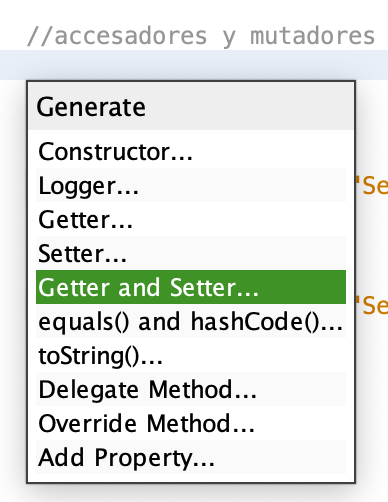 //accesadores y mutadores
Generate
Constructor...
Logger...
"Se
Getter...
Setter...
Getter and Setter...
"Se
equals() and hashCode()...
toString()...
Delegate Method...
Override Method...
Add Property...